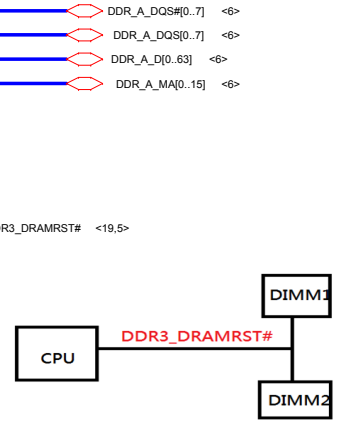 DDR_A_DQS#[0..7] <6>
DDR_A_DQS[0..7] <6>
DDR_A_D[0..63] <6>
DDR_A_MA[0..15] <6>
R3_DRAMRST# <19,5>
DIMM1
DDR3_DRAMRST#
CPU
DIMM2